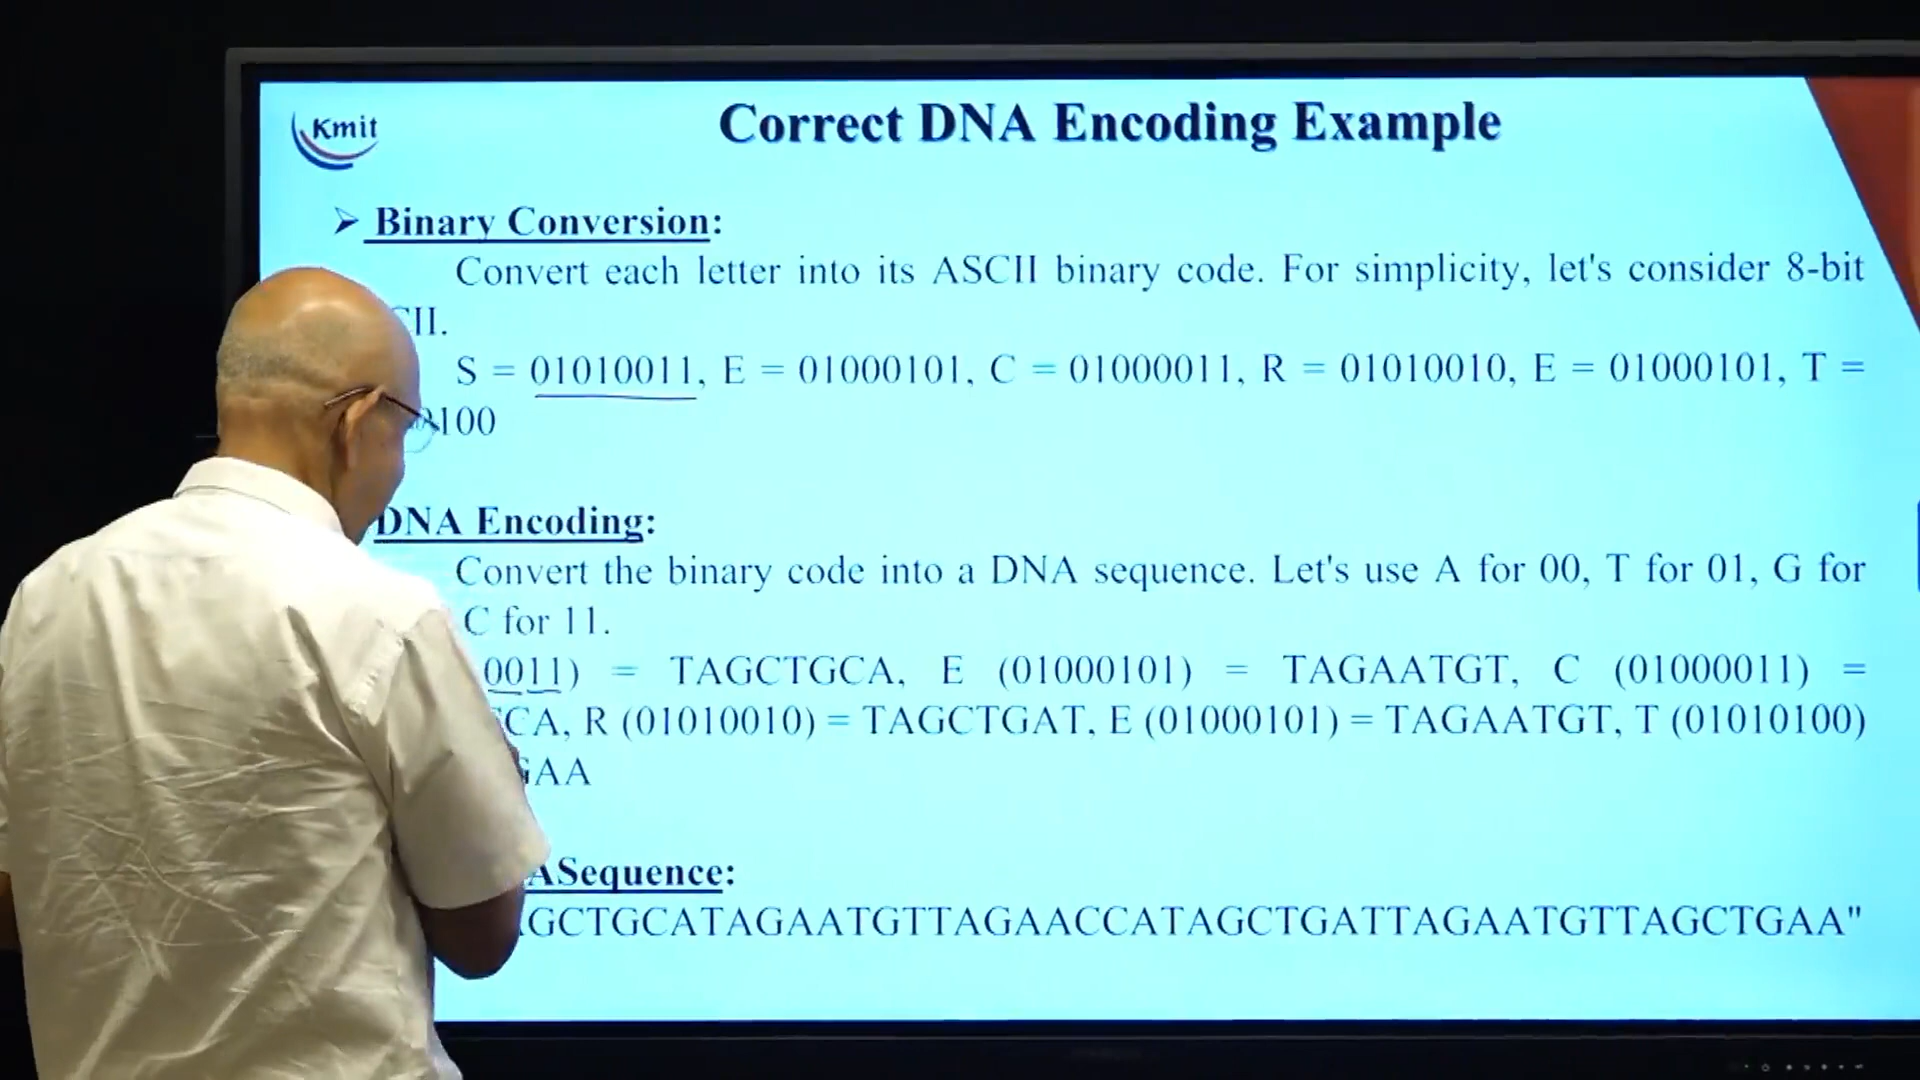 Kmit
Correct DNA Encoding Example
Binary Conversion:
Convert each letter into its ASCII binary code. For simplicity, let's consider 8-bit
CII.
S = 01010011, E = 01000101, C = 01000011, R = 01010010, E = 01000101, T =
100
DNA Encoding:
Convert the binary code into a DNA sequence. Let's use A for 00, T for 01, G for
C for 11.
0011) = TAGCTGCA, E (01000101) = TAGAATGT, C (01000011) =
CA, R (01010010) = TAGCTGAT, E (01000101) = TAGAATGT, T (01010100)
GAA
ASequence:
GCTGCATAGAATGTTAGAACCATAGCTGATTAGAATGTTAGCTGAA"